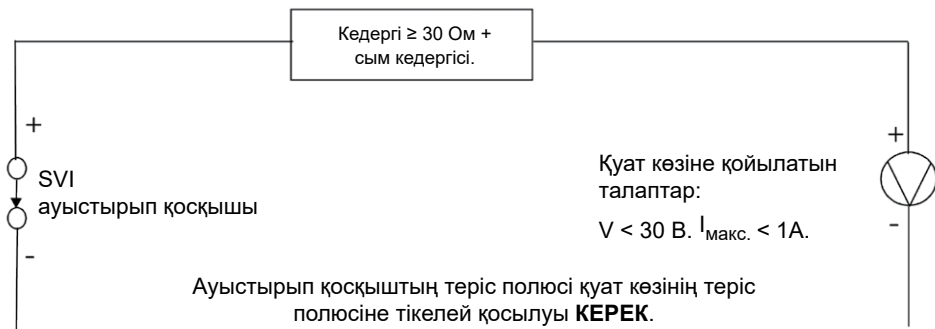 Кедергі ≥ 30 Ом +
сым кедергісі.
+
+
SVI
ауыстырып қосқышы
Қуат көзіне қойылатын
талаптар:
V < 30 В. Iмакс. < 1А.
-
-
Ауыстырып қосқыштың теріс полюсі қуат көзінің теріс
полюсіне тікелей қосылуы КЕРЕК.